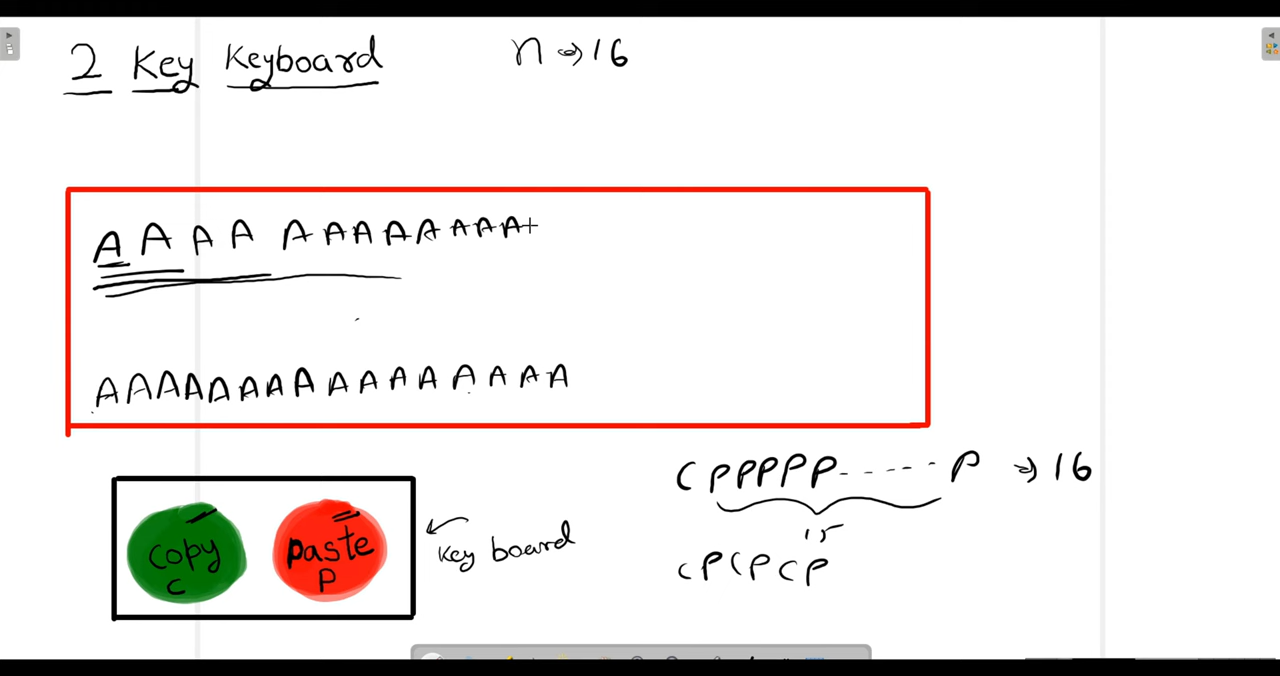 2 Key Keyboard n => 16
A A A A A A A A A A A A
A A A A A A A A A A A A A A A A
C P P P P P - - - - - P => 16
15
C P C P C P
Copy
C
Paste
P
Key board